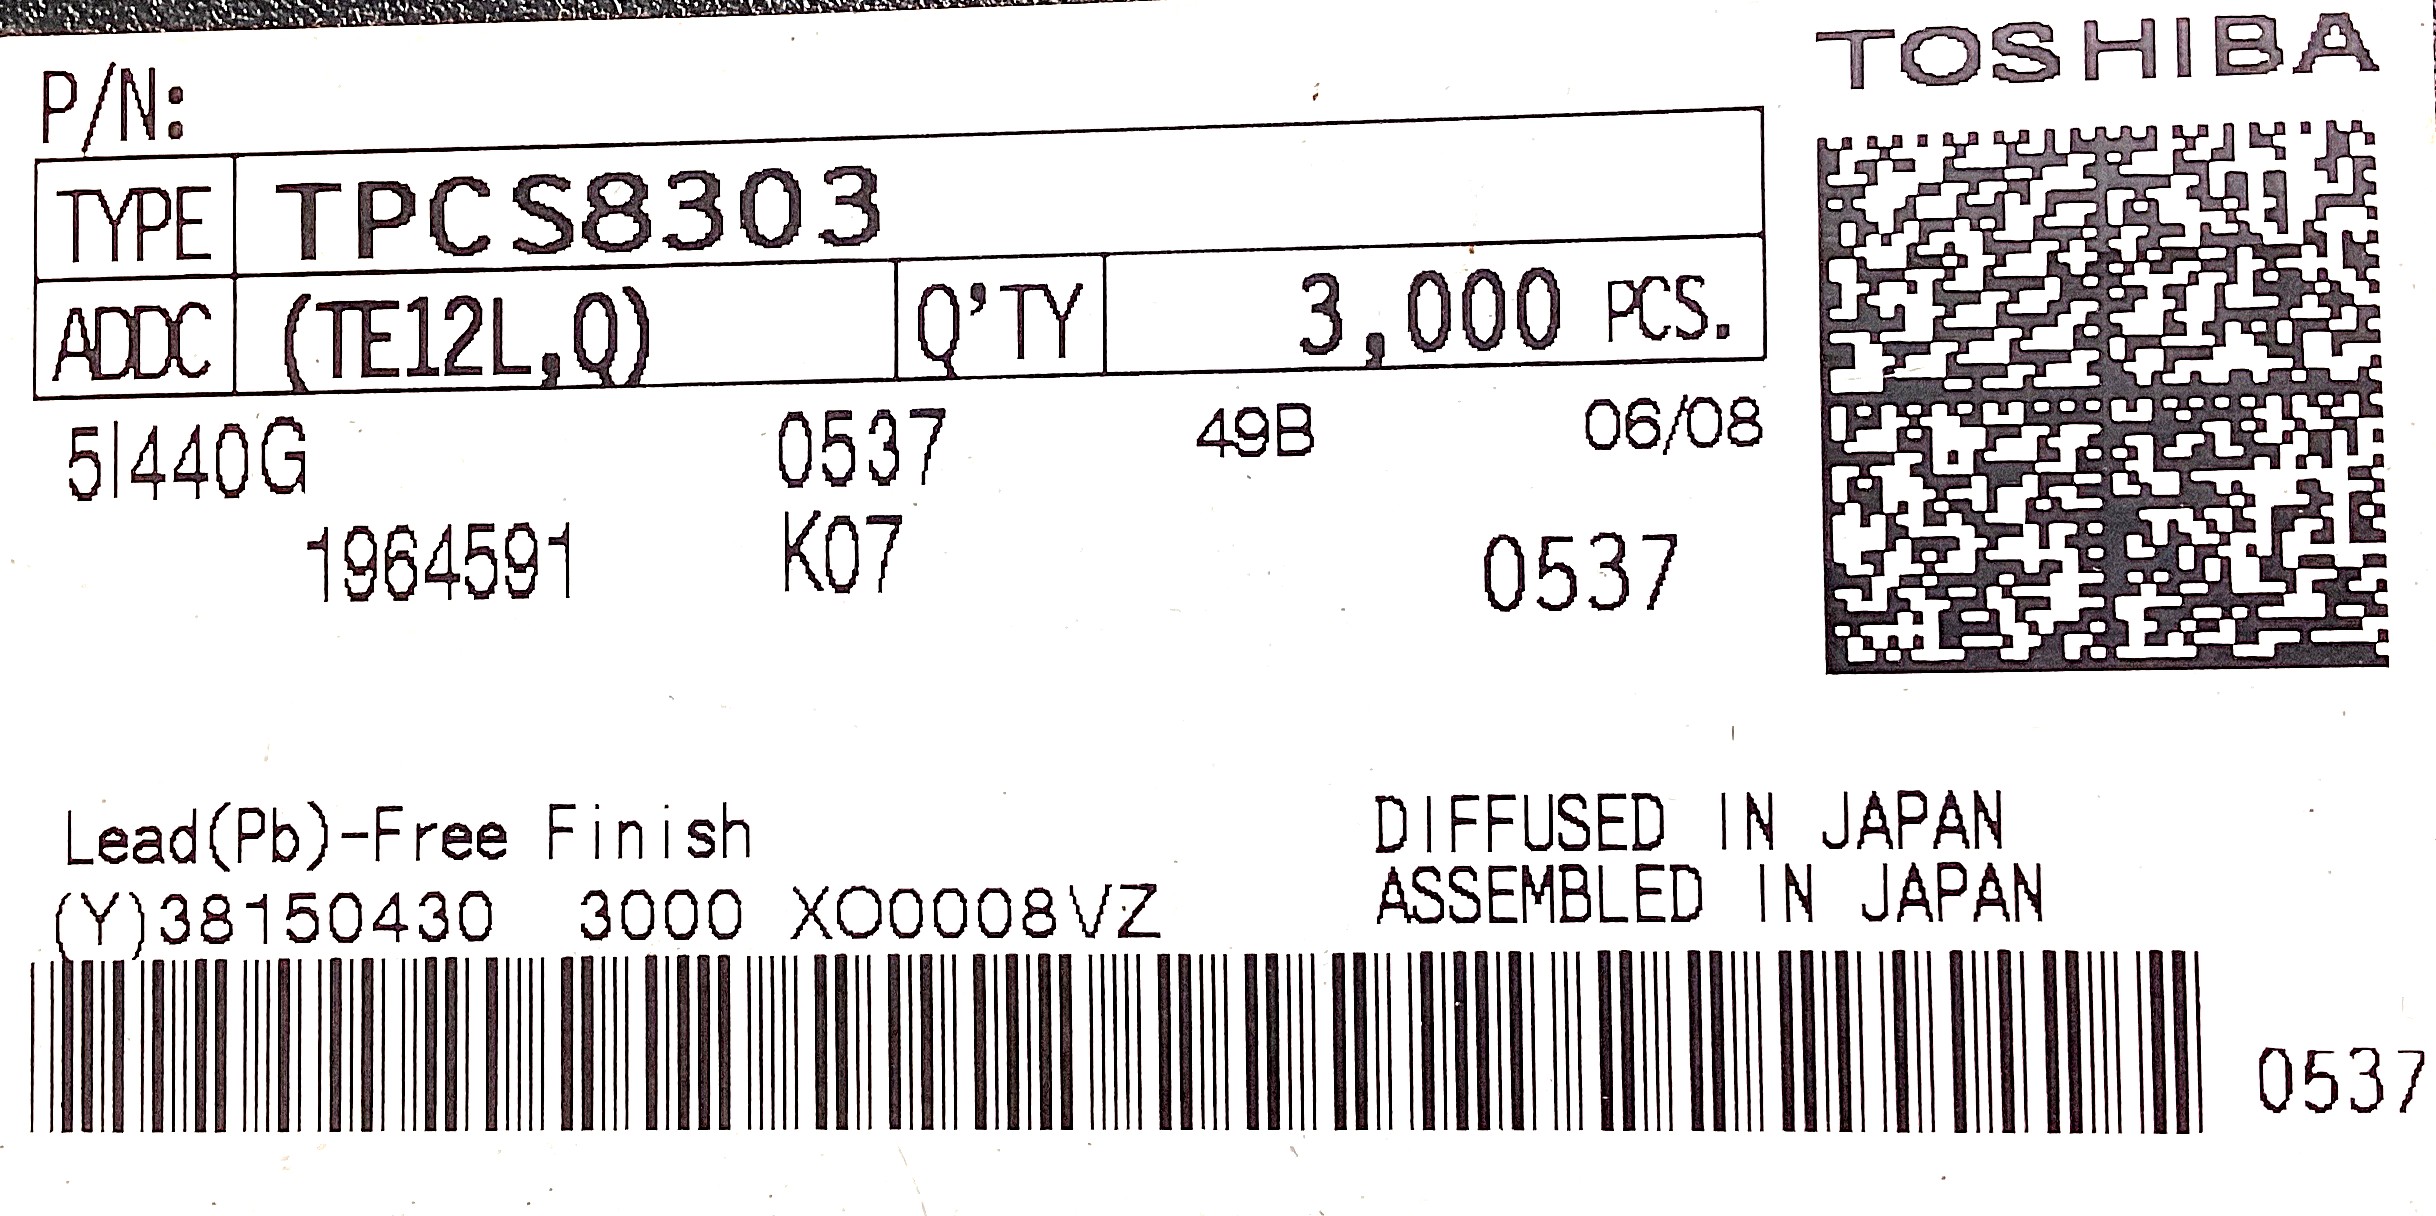 TOSHIBA
P/N:
TYPE TPCS8303
ADDC (TE12L,Q) Q'TY 3,000 PCS.
5|440G 0537 49B 06/08
1964591 K07 0537
Lead(Pb)-Free Finish
DIFFUSED IN JAPAN
ASSEMBLED IN JAPAN
(Y)38150430 3000 XO0008VZ
0537